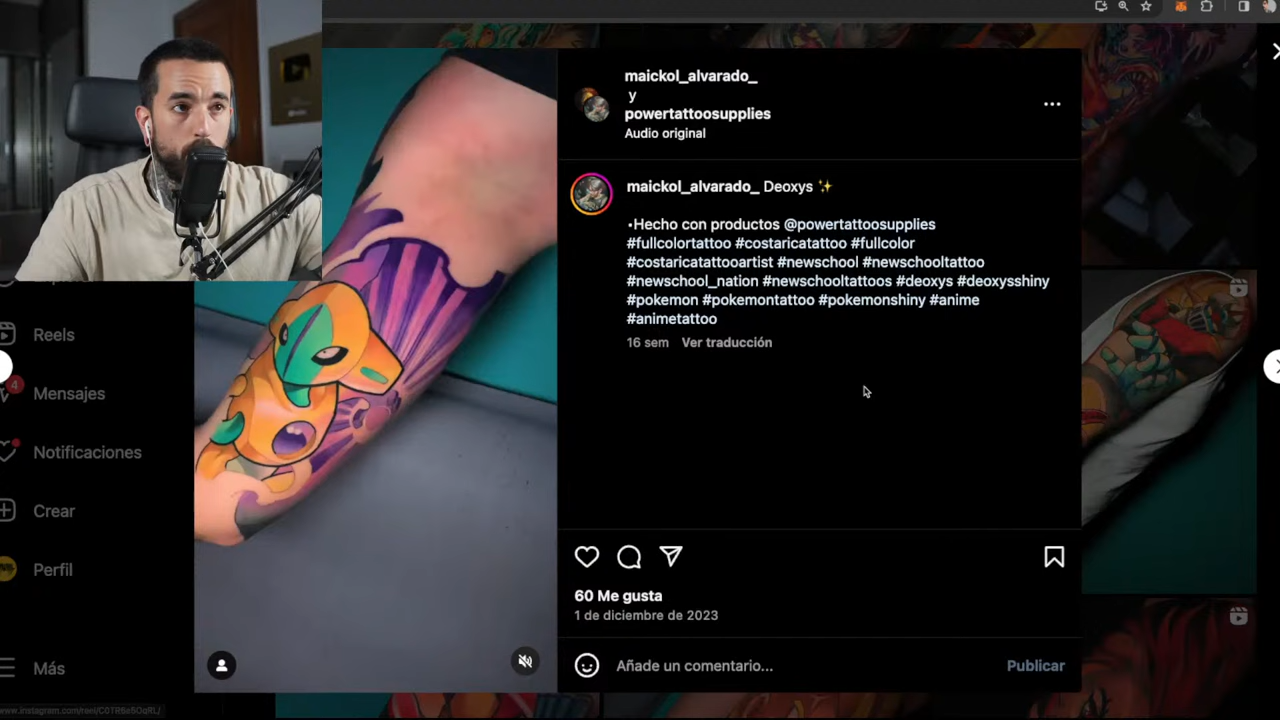 maickol_alvarado_
y
powertattoosupplies
Audio original
maickol_alvarado_ Deoxys ✨
•Hecho con productos @powertattoosupplies
#fullcolortattoo #costaricatattoo #fullcolor
#costaricatattooartist #newschool #newschooltattoo
#newschool_nation #newschooltattoos #deoxys #deoxysshiny
#pokemon #pokemontattoo #pokemonshiny #anime
#animetattoo
16 sem Ver traducción
Reels
4
Mensajes
Notificaciones
Crear
Perfil
Más
60 Me gusta
1 de diciembre de 2023
Añade un comentario... Publicar